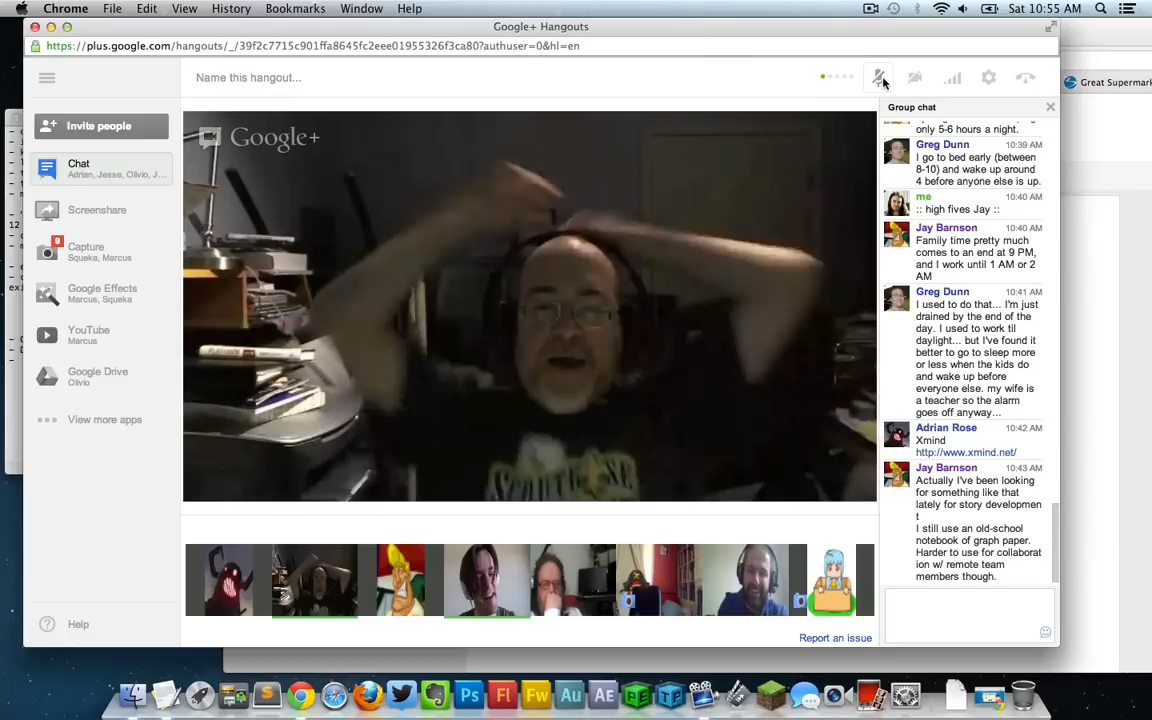 Chrome File Edit View History Bookmarks Window Help
Sat 10:55 AM
Google+ Hangouts
https://plus.google.com/hangouts/_/39f2c7715c901ffa8645fc2eee01955326f3ca80?authuser=0&hl=en
Name this hangout...
Great Supermark
Invite people
Chat
Adrian, Jesse, Olivio, J...
Screenshare
9
Capture
Squeka, Marcus
Google Effects
Marcus, Squeka
YouTube
Marcus
Google Drive
Olivio
View more apps
Help
Google+
Group chat
only 5-6 hours a night.
Greg Dunn 10:39 AM
I go to bed early (between
8-10) and wake up around
4 before anyone else is up.
me 10:40 AM
:: high fives Jay ::
Jay Barnson 10:40 AM
Family time pretty much
comes to an end at 9 PM,
and I work until 1 AM or 2
AM
Greg Dunn 10:41 AM
I used to do that... I'm just
drained by the end of the
day. I used to work til
daylight... but I've found it
better to go to sleep more
or less when the kids do
and wake up before
everyone else. my wife is
a teacher so the alarm
goes off anyway...
Adrian Rose 10:42 AM
Xmind
http://www.xmind.net/
Jay Barnson 10:43 AM
Actually I've been looking
for something like that
lately for story developmen
t
I still use an old-school
notebook of graph paper.
Harder to use for collaborat
ion w/ remote team
members though.
Report an issue
Ps Fl Fw Au Ae